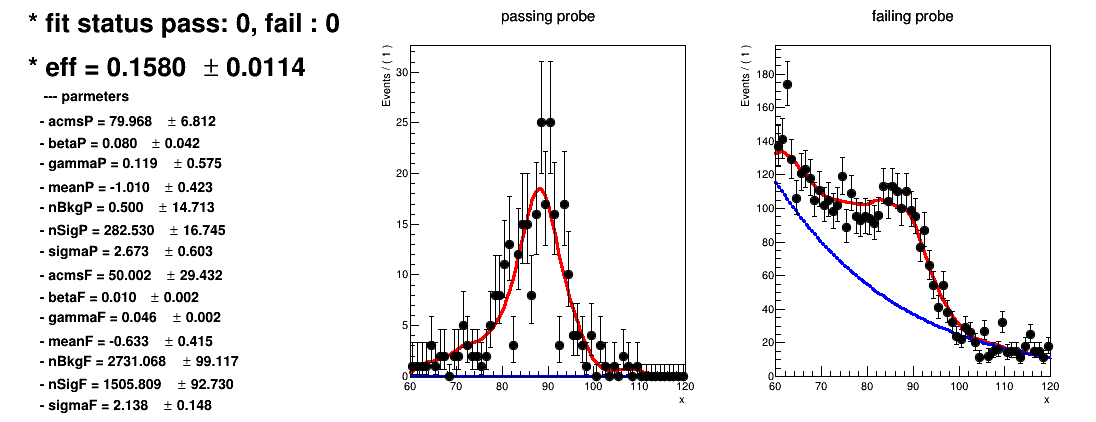 * fit status pass: 0, fail : 0
* eff = 0.1580 ± 0.0114
--- parmeters
- acmsP = 79.968 ± 6.812
- betaP = 0.080 ± 0.042
- gammaP = 0.119 ± 0.575
- meanP = -1.010 ± 0.423
- nBkgP = 0.500 ± 14.713
- nSigP = 282.530 ± 16.745
- sigmaP = 2.673 ± 0.603
- acmsF = 50.002 ± 29.432
- betaF = 0.010 ± 0.002
- gammaF = 0.046 ± 0.002
- meanF = -0.633 ± 0.415
- nBkgF = 2731.068 ± 99.117
- nSigF = 1505.809 ± 92.730
- sigmaF = 2.138 ± 0.148
passing probe
Events / ( 1 )
30
25
20
15
10
5
0
60 70 80 90 100 110 120
x
failing probe
Events / ( 1 )
180
160
140
120
100
80
60
40
20
0
60 70 80 90 100 110 120
x